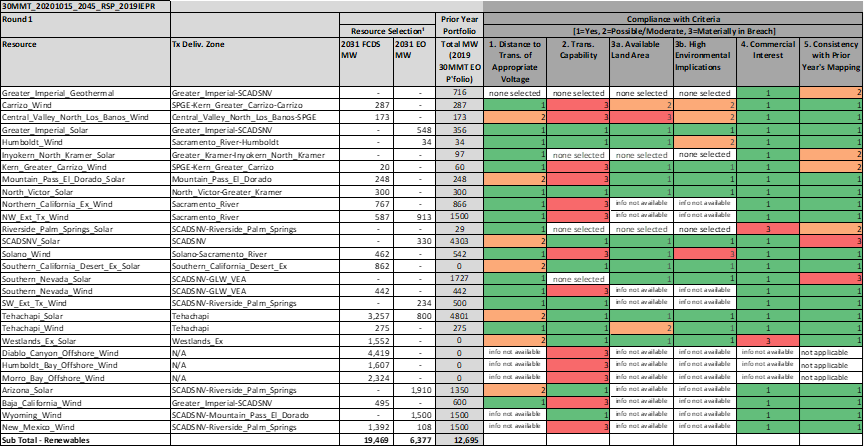 30MMT_20201015_2045_RSP_2019IEPR
Round 1 Resource Selection¹ Prior Year Portfolio Compliance with Criteria
[1=Yes, 2=Possible/Moderate, 3=Materially in Breach]
Resource Tx Deliv. Zone 2031 FCDS MW 2031 EO MW Total MW (2019 30MMT EO P'folio) 1. Distance to Trans. of Appropriate Voltage 2. Trans. Capability 3a. Available Land Area 3b. High Environmental Implications 4. Commercial Interest 5. Consistency with Prior Year's Mapping
Greater_Imperial_Geothermal Greater_Imperial-SCADSNV - - 716 none selected none selected none selected none selected 1 2
Carrizo_Wind SPGE-Kern_Greater_Carrizo-Carrizo 287 - 287 1 3 2 2 1 1
Central_Valley_North_Los_Banos_Wind Central_Valley_North_Los_Banos-SPGE 173 - 173 2 3 3 2 1 1
Greater_Imperial_Solar Greater_Imperial-SCADSNV - 548 356 1 1 1 1 1 1
Humboldt_Wind Sacramento_River-Humboldt - 34 34 1 1 1 2 1 1
Inyokern_North_Kramer_Solar Greater_Kramer-Inyokern_North_Kramer - - 97 1 none selected none selected none selected 1 2
Kern_Greater_Carrizo_Wind SPGE-Kern_Greater_Carrizo 20 - 60 1 3 1 1 1 2
Mountain_Pass_El_Dorado_Solar Mountain_Pass_El_Dorado 248 - 248 2 3 1 1 1 1
North_Victor_Solar North_Victor-Greater_Kramer 300 - 300 1 1 1 1 1 1
Northern_California_Ex_Wind Sacramento_River 767 - 866 1 3 info not available info not available 1 1
NW_Ext_Tx_Wind Sacramento_River 587 913 1500 1 3 info not available info not available 1 1
Riverside_Palm_Springs_Solar SCADSNV-Riverside_Palm_Springs - - 29 1 none selected none selected none selected 3 2
SCADSNV_Solar SCADSNV - 330 4303 2 1 1 1 1 3
Solano_Wind Solano-Sacramento_River 462 - 542 1 3 1 3 1 1
Southern_California_Desert_Ex_Solar Southern_California_Desert_Ex 862 - 0 2 1 1 1 1 1
Southern_Nevada_Solar SCADSNV-GLW_VEA - - 1727 1 none selected 1 1 1 3
Southern_Nevada_Wind SCADSNV-GLW_VEA 442 - 442 2 3 info not available info not available 1 1
SW_Ext_Tx_Wind SCADSNV-Riverside_Palm_Springs - 234 500 1 1 info not available info not available 1 1
Tehachapi_Solar Tehachapi 3,257 800 4801 2 1 1 1 1 1
Tehachapi_Wind Tehachapi 275 - 275 1 1 2 1 1 1
Westlands_Ex_Solar Westlands_Ex 1,552 - 0 2 1 1 1 3 1
Diablo_Canyon_Offshore_Wind N/A 4,419 - 0 info not available 3 info not available info not available info not available not applicable
Humboldt_Bay_Offshore_Wind N/A 1,607 - 0 info not available 3 info not available info not available info not available not applicable
Morro_Bay_Offshore_Wind N/A 2,324 - 0 info not available 3 info not available info not available info not available not applicable
Arizona_Solar SCADSNV-Riverside_Palm_Springs - 1,910 1350 2 1 info not available info not available 1 1
Baja_California_Wind Greater_Imperial-SCADSNV 495 - 600 1 3 info not available info not available 1 1
Wyoming_Wind SCADSNV-Mountain_Pass_El_Dorado - 1,500 1500 info not available 1 info not available info not available 1 1
New_Mexico_Wind SCADSNV-Riverside_Palm_Springs 1,392 108 1500 info not available 3 info not available info not available 1 1
Sub Total - Renewables 19,469 6,377 12,695